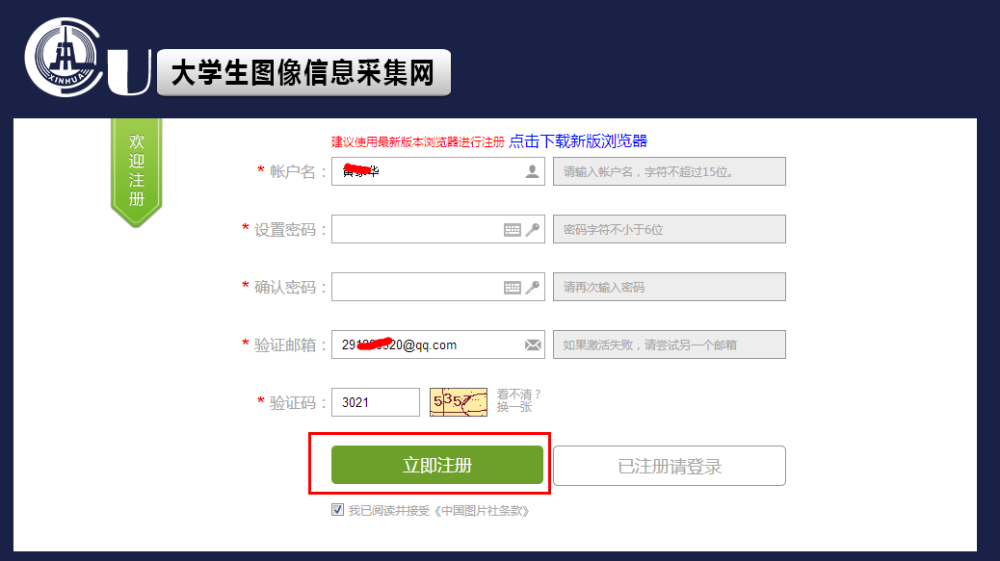 XINHUA
U
大学生图像信息采集网
欢迎注册
建议使用最新版本浏览器进行注册 点击下载新版浏览器
* 帐户名： 华 请输入帐户名，字符不超过15位。
* 设置密码： 密码字符不小于6位
* 确认密码： 请再次输入密码
* 验证邮箱： 291 520@qq.com 如果激活失败，请尝试另一个邮箱
* 验证码： 3021 5357 看不清？
换一张
立即注册 已注册请登录
我已阅读并接受《中国图片社条款》